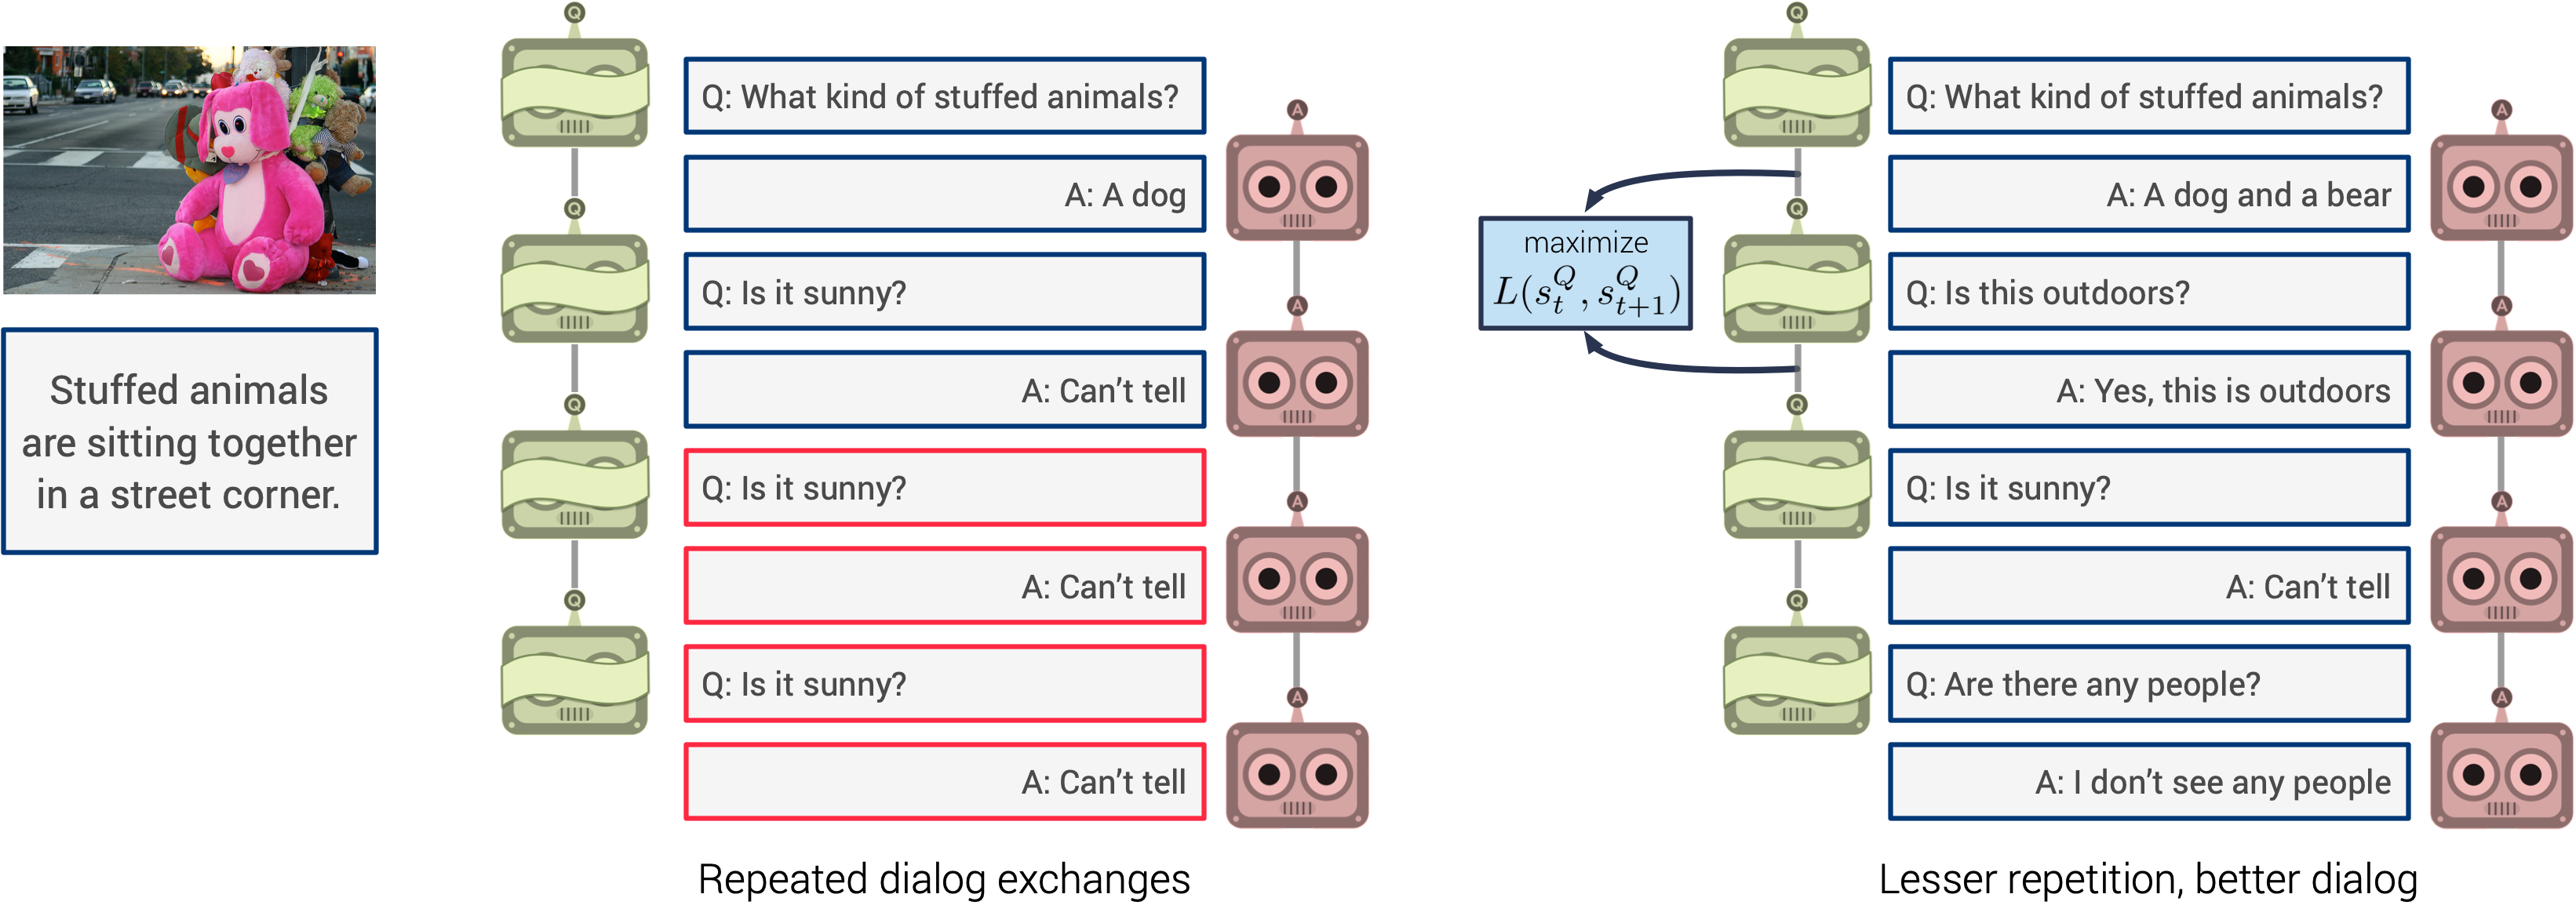 Stuffed animals
are sitting together
in a street corner.
Q
Q: What kind of stuffed animals?
A
A: A dog
Q
Q: Is it sunny?
A
A: Can't tell
Q
Q: Is it sunny?
A
A: Can't tell
Q
Q: Is it sunny?
A
A: Can't tell
Repeated dialog exchanges
maximize
L(s_t^Q, s_{t+1}^Q)
Q
Q: What kind of stuffed animals?
A
A: A dog and a bear
Q
Q: Is this outdoors?
A
A: Yes, this is outdoors
Q
Q: Is it sunny?
A
A: Can't tell
Q
Q: Are there any people?
A
A: I don't see any people
Lesser repetition, better dialog